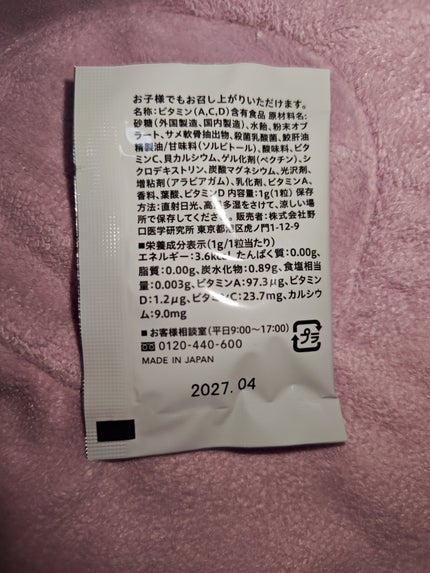 お子様でもお召し上がりいただけます。
名称:ビタミン(A,C,D)含有食品 原材料名:
砂糖(外国製造、国内製造)、水飴、粉末オブ
ラート、サメ軟骨抽出物、殺菌乳酸菌、鮫肝油
精製油/甘味料(ソルビトール)、酸味料、ビタ
ミンC、貝カルシウム、ゲル化剤(ペクチン)、シ
クロデキストリン、炭酸マグネシウム、光沢剤、
増粘剤(アラビアガム)、乳化剤、ビタミンA、
香料、葉酸、ビタミンD 内容量:1g(1粒) 保存
方法:直射日光、高温多湿をさけて、涼しい場
所で保存してください。販売者:株式会社野
口医学研究所 東京都港区虎ノ門1-12-9
■栄養成分表示(1g/1粒当たり)
エネルギー:3.6kcal、たんぱく質:0.00g、
脂質:0.00g、炭水化物:0.89g、食塩相当
量:0.003g、ビタミンA:97.3μg、ビタミン
D:1.2μg、ビタミンC:23.7mg、カルシウ
ム:9.0mg
■お客様相談室(平日9:00~17:00)
0120-440-600
MADE IN JAPAN
プラ
2027.04